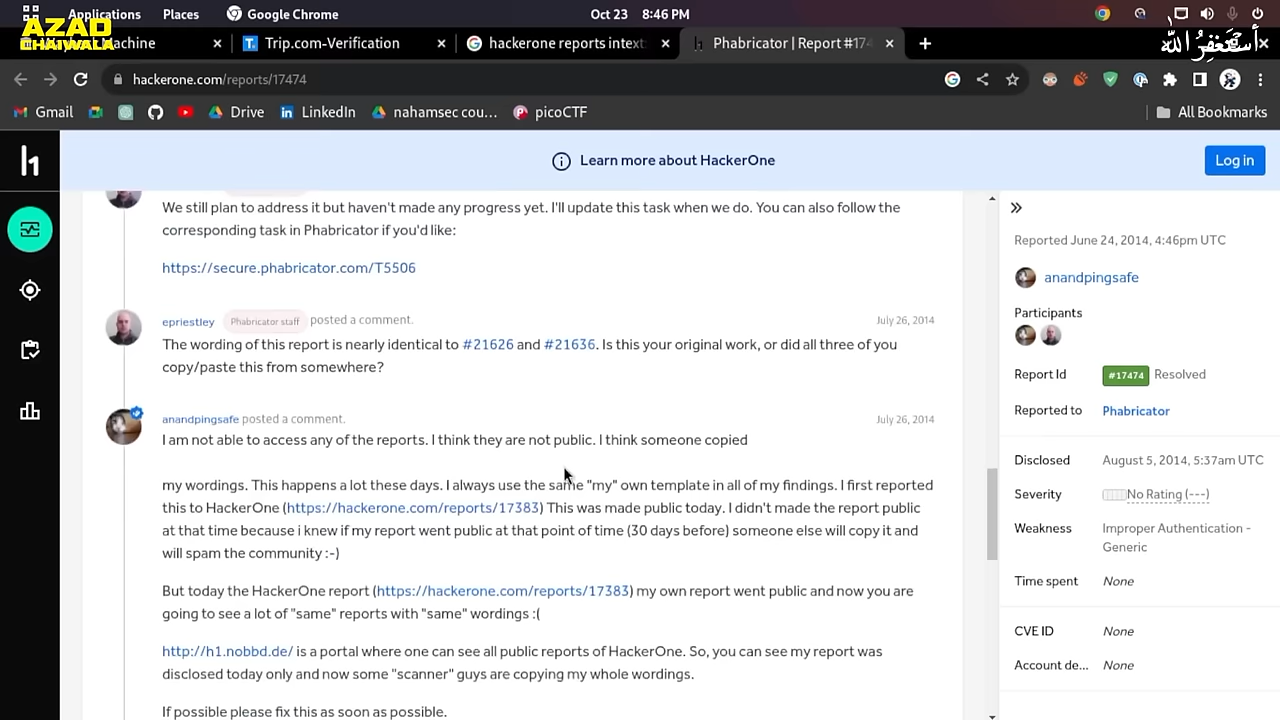 Applications Places Google Chrome Oct 23 8:46 PM
AZAD
CHAIWALA
Machine Trip.com-Verification hackerone reports intext Phabricator | Report #174
أستغفر الله
hackerone.com/reports/17474
Gmail Drive LinkedIn nahamsec cou... picoCTF All Bookmarks
Learn more about HackerOne
Log in
We still plan to address it but haven't made any progress yet. I'll update this task when we do. You can also follow the
corresponding task in Phabricator if you'd like:
https://secure.phabricator.com/T5506
epriestley Phabricator staff posted a comment. July 26, 2014
The wording of this report is nearly identical to #21626 and #21636. Is this your original work, or did all three of you
copy/paste this from somewhere?
anandpingsafe posted a comment. July 26, 2014
I am not able to access any of the reports. I think they are not public. I think someone copied
my wordings. This happens a lot these days. I always use the same "my" own template in all of my findings. I first reported
this to HackerOne (https://hackerone.com/reports/17383) This was made public today. I didn't made the report public
at that time because i knew if my report went public at that point of time (30 days before) someone else will copy it and
will spam the community :-)
But today the HackerOne report (https://hackerone.com/reports/17383) my own report went public and now you are
going to see a lot of "same" reports with "same" wordings :(
http://h1.nobbd.de/ is a portal where one can see all public reports of HackerOne. So, you can see my report was
disclosed today only and now some "scanner" guys are copying my whole wordings.
If possible please fix this as soon as possible.
Reported June 24, 2014, 4:46pm UTC
anandpingsafe
Participants
Report Id #17474 Resolved
Reported to Phabricator
Disclosed August 5, 2014, 5:37am UTC
Severity No Rating (---)
Weakness Improper Authentication -
Generic
Time spent None
CVE ID None
Account de... None